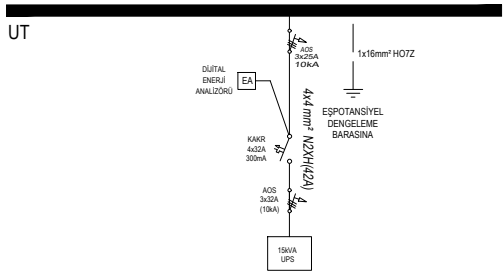 UT
AOS
3x25A
10kA
1x16mm² HO7Z
DİJİTAL
ENERJİ
ANALİZÖRÜ
EA
EŞPOTANSİYEL
DENGELEME
BARASINA
4x4 mm² N2XH(42A)
KAKR
4x32A
300mA
AOS
3x32A
(10kA)
15kVA
UPS